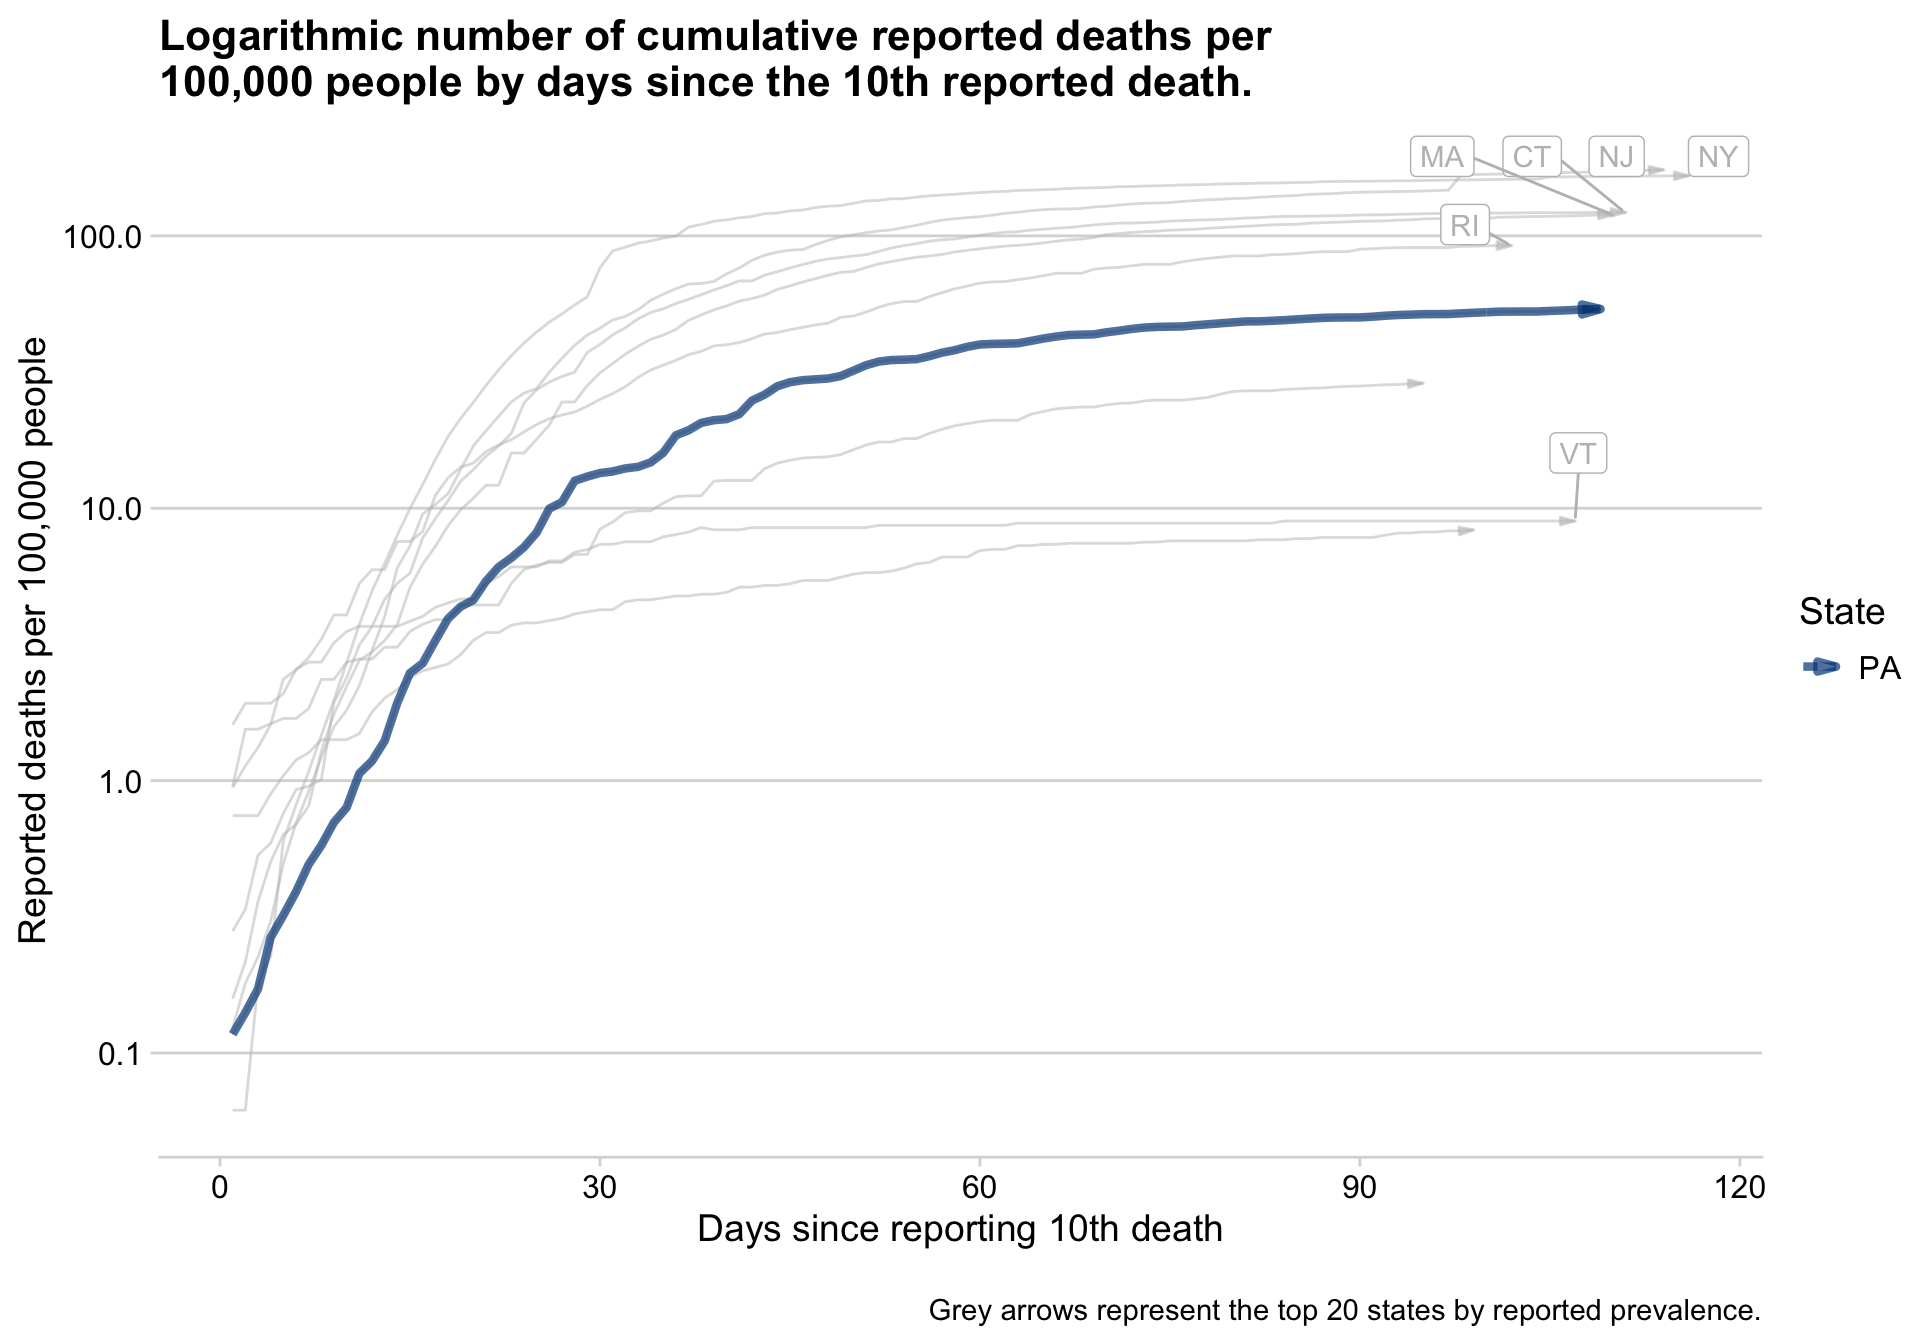 Logarithmic number of cumulative reported deaths per
100,000 people by days since the 10th reported death.
MA CT NJ NY
RI
VT
100.0
10.0
1.0
0.1
Reported deaths per 100,000 people
0 30 60 90 120
Days since reporting 10th death
State
PA
Grey arrows represent the top 20 states by reported prevalence.